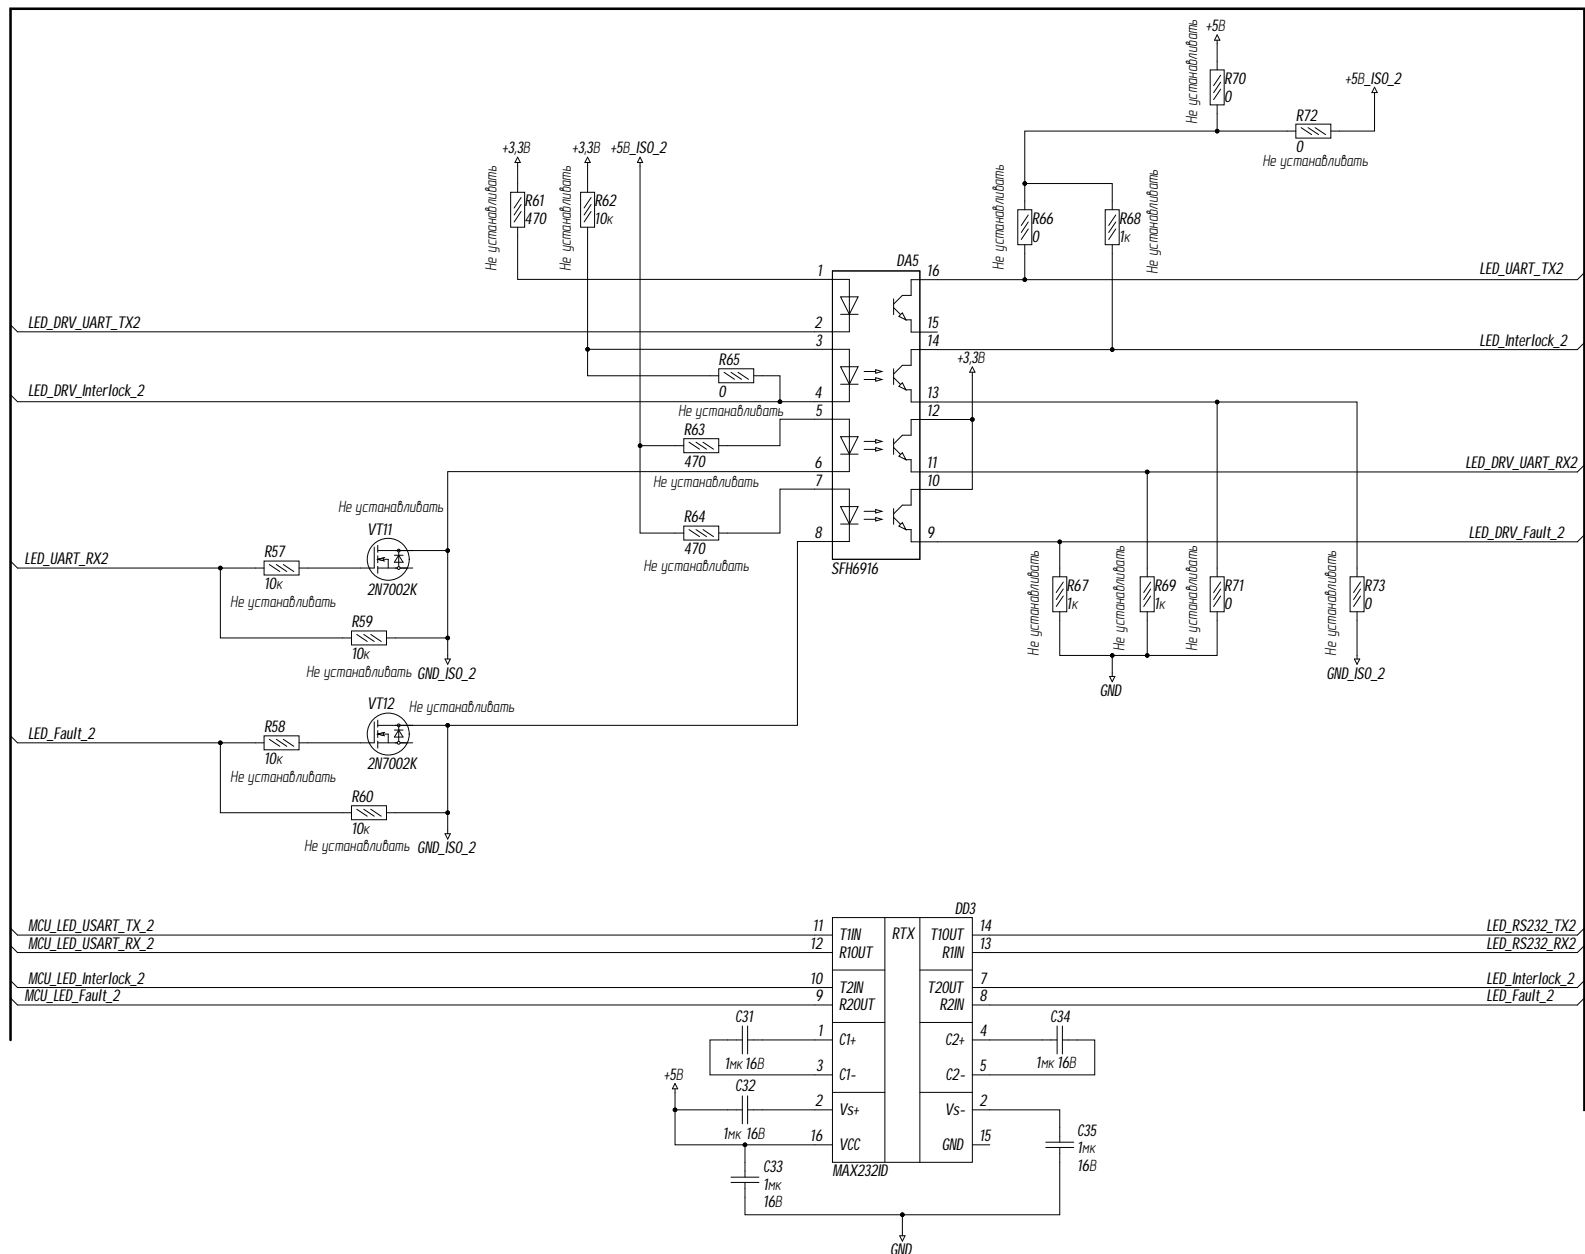 +5В
Не устанавливать
R70
0
+5В_ISO_2
R72
0
Не устанавливать
+3,3В
+3,3В
+5В_ISO_2
Не устанавливать
R61
470
Не устанавливать
R62
10к
Не устанавливать
R66
0
R68
1к
Не устанавливать
DA5
1
16
LED_UART_TX2
LED_DRV_UART_TX2
2
15
3
14
LED_Interlock_2
R65
0
+3,3В
LED_DRV_Interlock_2
4
13
Не устанавливать
5
12
R63
470
6
11
LED_DRV_UART_RX2
Не устанавливать
7
10
Не устанавливать
VT11
R64
470
8
9
LED_DRV_Fault_2
Не устанавливать
SFH6916
LED_UART_RX2
R57
10к
2N7002K
Не устанавливать
R59
10к
Не устанавливать
GND_ISO_2
Не устанавливать
R67
1к
Не устанавливать
R69
1к
Не устанавливать
R71
0
Не устанавливать
R73
0
GND
GND_ISO_2
VT12
Не устанавливать
LED_Fault_2
R58
10к
2N7002K
Не устанавливать
R60
10к
Не устанавливать
GND_ISO_2
DD3
MCU_LED_USART_TX_2
11
T1IN
RTX
T1OUT
14
LED_RS232_TX2
MCU_LED_USART_RX_2
12
R1OUT
R1IN
13
LED_RS232_RX2
MCU_LED_Interlock_2
10
T2IN
T2OUT
7
LED_Interlock_2
MCU_LED_Fault_2
9
R2OUT
R2IN
8
LED_Fault_2
C31
1мк 16В
1
C1+
C2+
4
C34
1мк 16В
3
C1-
C2-
5
+5В
C32
1мк 16В
2
Vs+
Vs-
2
16
VCC
GND
15
C35
1мк
16В
MAX232ID
C33
1мк
16В
GND